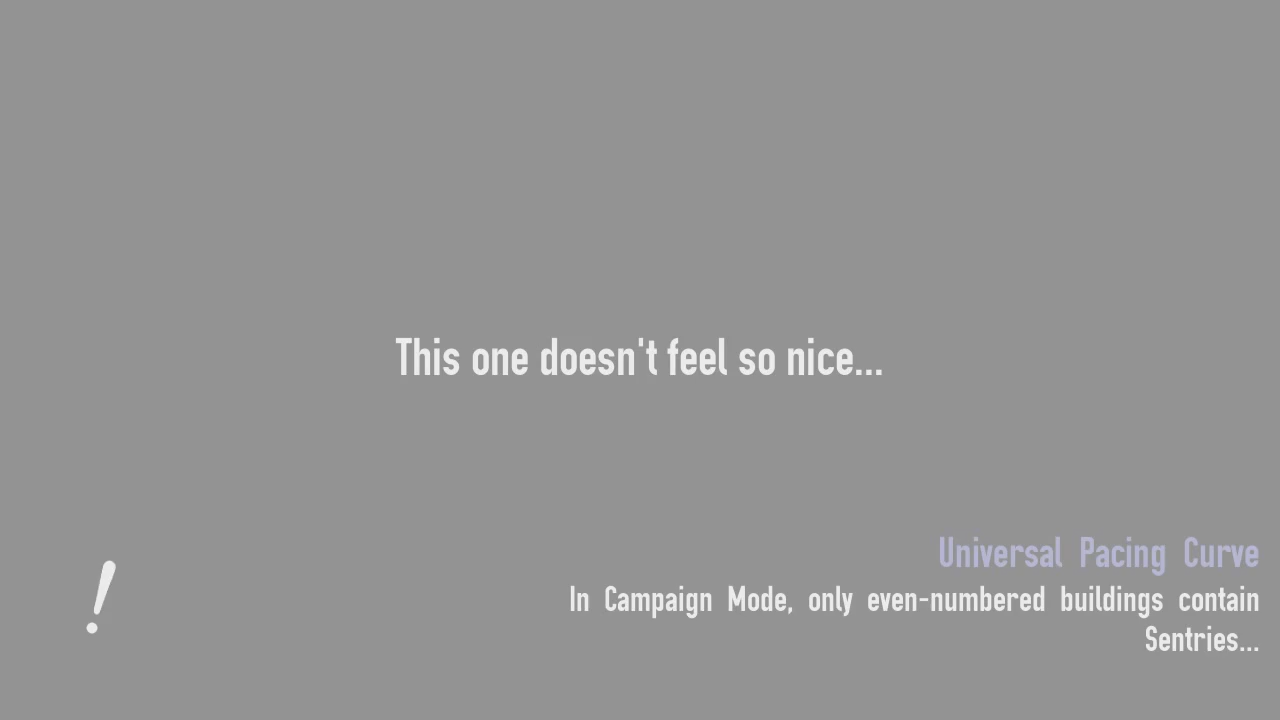 This one doesn't feel so nice...
Universal Pacing Curve
In Campaign Mode, only even-numbered buildings contain
Sentries...
!